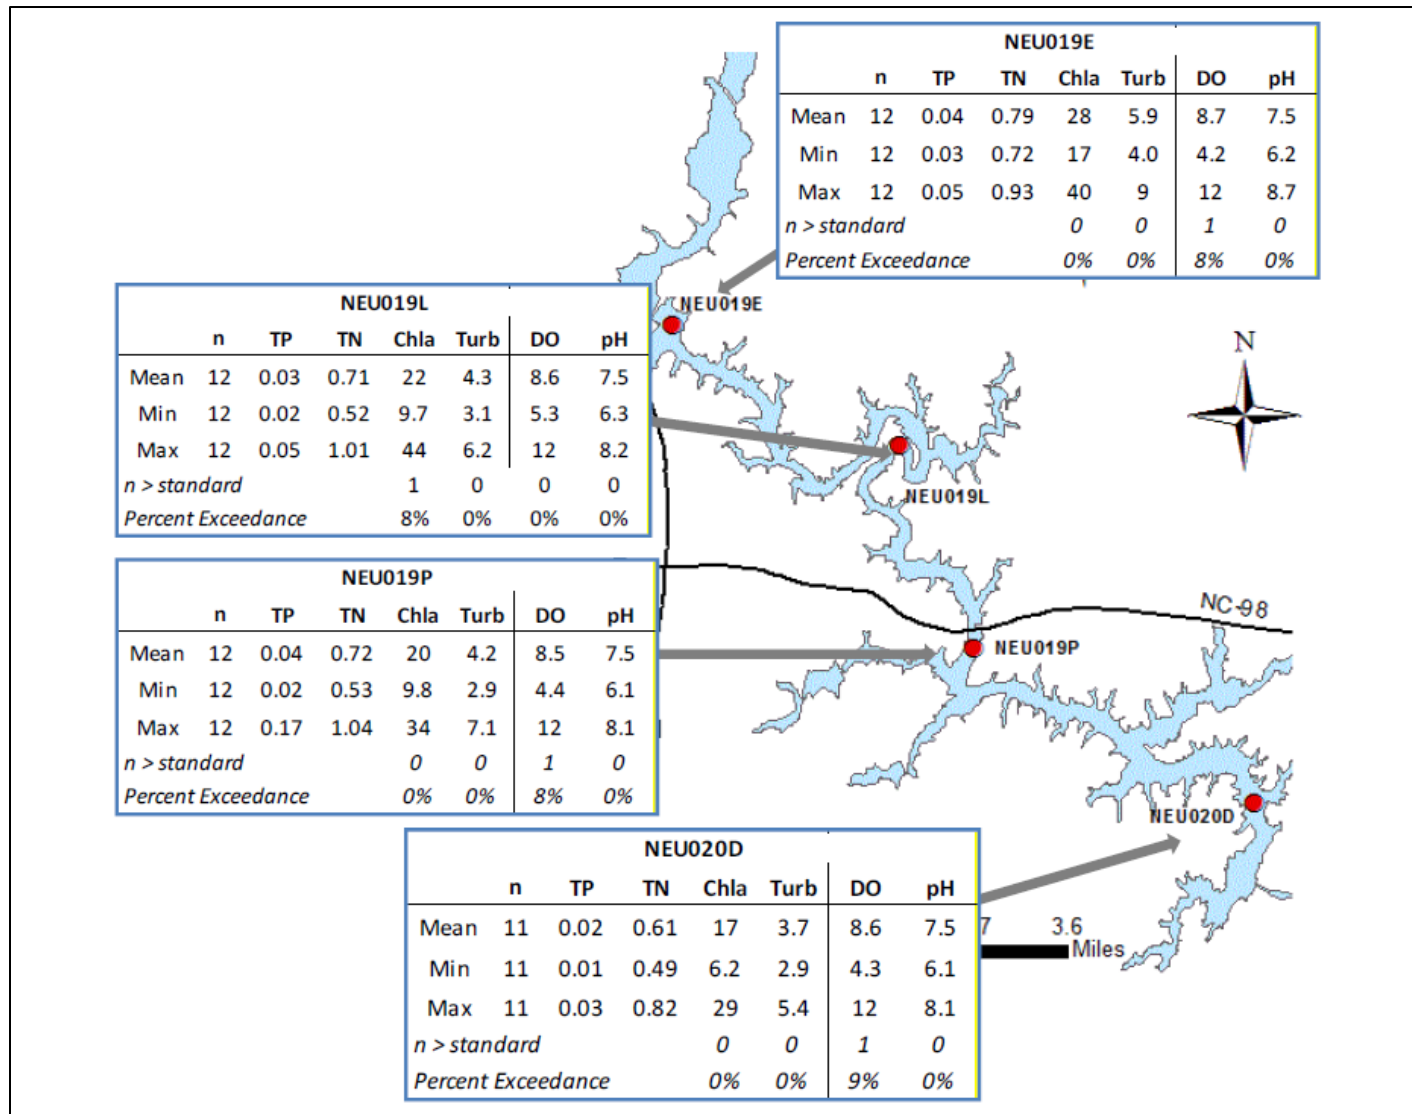 NEU019E
n TP TN Chla Turb DO pH
Mean 12 0.04 0.79 28 5.9 8.7 7.5
Min 12 0.03 0.72 17 4.0 4.2 6.2
Max 12 0.05 0.93 40 9 12 8.7
n > standard 0 0 1 0
Percent Exceedance 0% 0% 8% 0%
NEU019E
NEU019L
n TP TN Chla Turb DO pH
Mean 12 0.03 0.71 22 4.3 8.6 7.5
Min 12 0.02 0.52 9.7 3.1 5.3 6.3
Max 12 0.05 1.01 44 6.2 12 8.2
n > standard 1 0 0 0
Percent Exceedance 8% 0% 0% 0%
N
NEU019L
NEU019P
n TP TN Chla Turb DO pH
Mean 12 0.04 0.72 20 4.2 8.5 7.5
Min 12 0.02 0.53 9.8 2.9 4.4 6.1
Max 12 0.17 1.04 34 7.1 12 8.1
n > standard 0 0 1 0
Percent Exceedance 0% 0% 8% 0%
NC-98
NEU019P
NEU020D
NEU020D
n TP TN Chla Turb DO pH
Mean 11 0.02 0.61 17 3.7 8.6 7.5
Min 11 0.01 0.49 6.2 2.9 4.3 6.1
Max 11 0.03 0.82 29 5.4 12 8.1
n > standard 0 0 1 0
Percent Exceedance 0% 0% 9% 0%
7 3.6
Miles